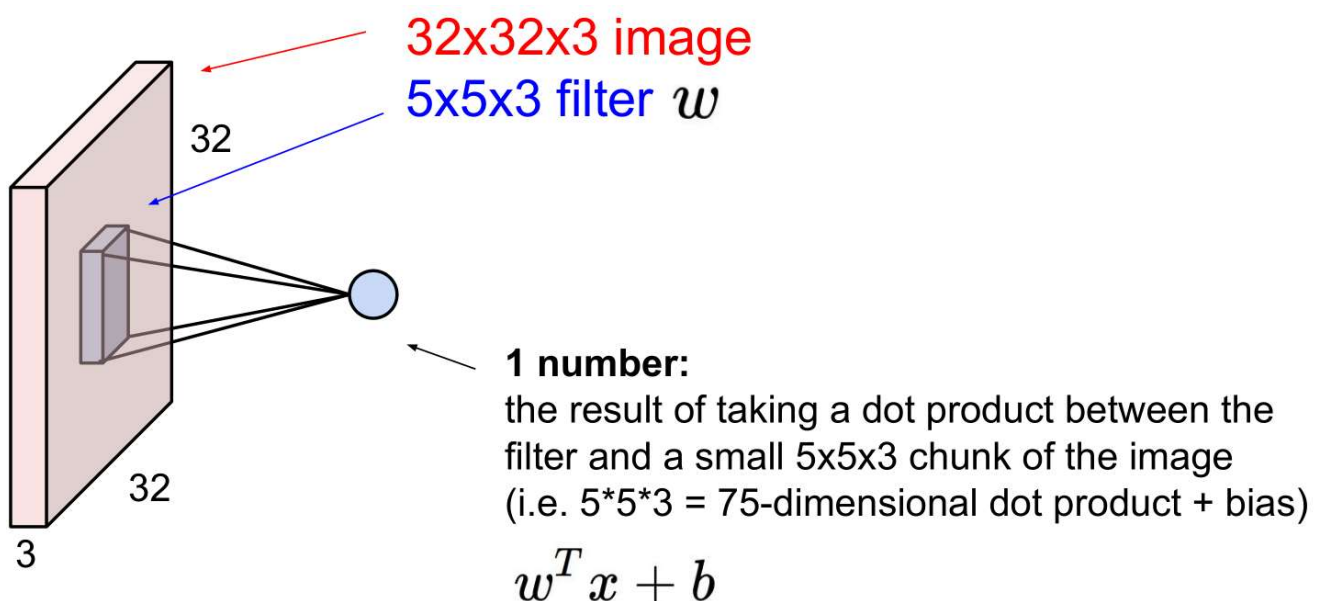 32x32x3 image
5x5x3 filter w
32
32
3
1 number:
the result of taking a dot product between the
filter and a small 5x5x3 chunk of the image
(i.e. 5*5*3 = 75-dimensional dot product + bias)
w^T x + b